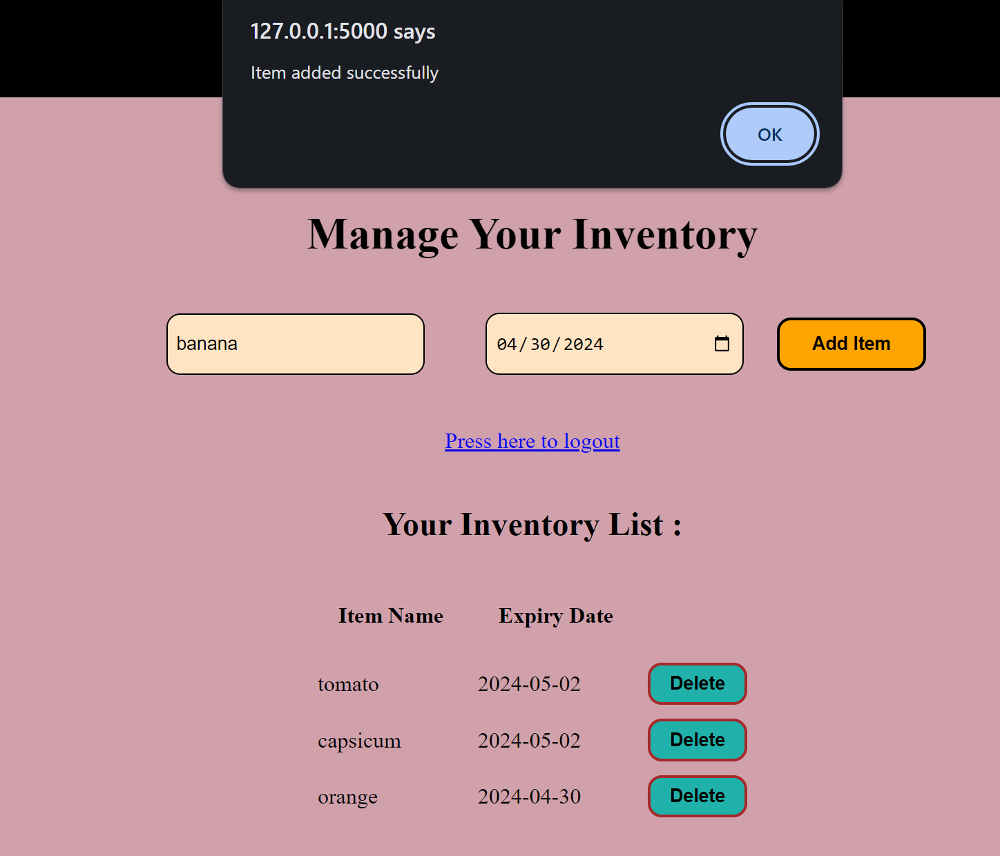 127.0.0.1:5000 says
Item added successfully
OK
Manage Your Inventory
banana 04/30/2024 Add Item
Press here to logout
Your Inventory List :
Item Name Expiry Date
tomato 2024-05-02 Delete
capsicum 2024-05-02 Delete
orange 2024-04-30 Delete